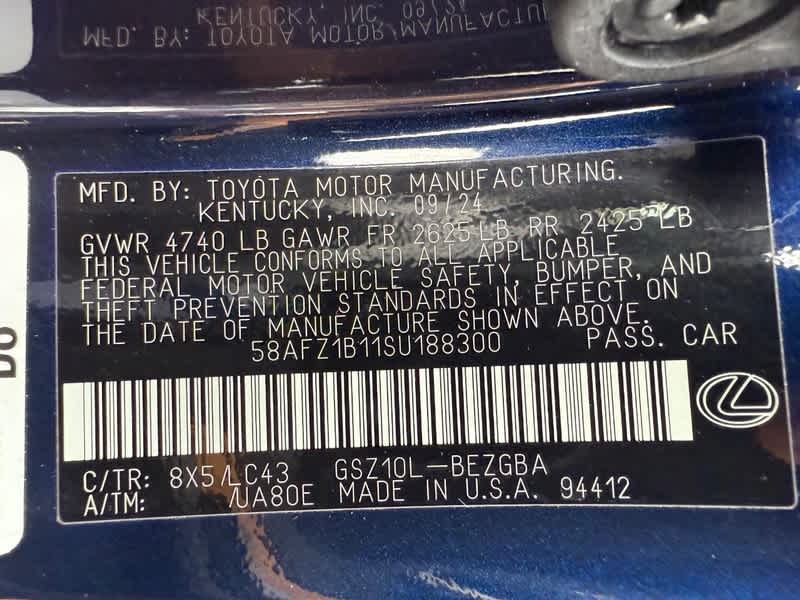 MFD. BY: TOYOTA MOTOR MANUFACTURING.
KENTUCKY, INC. 09/24
GVWR 4740 LB GAWR FR 2625 LB RR 2425 LB
THIS VEHICLE CONFORMS TO ALL APPLICABLE
FEDERAL MOTOR VEHICLE SAFETY, BUMPER, AND
THEFT PREVENTION STANDARDS IN EFFECT ON
THE DATE OF MANUFACTURE SHOWN ABOVE.
58AFZ1B11SU188300 PASS. CAR
C/TR: 8X5/LC43 GSZ10L-BEZGBA
A/TM: /UA80E MADE IN U.S.A. 94412